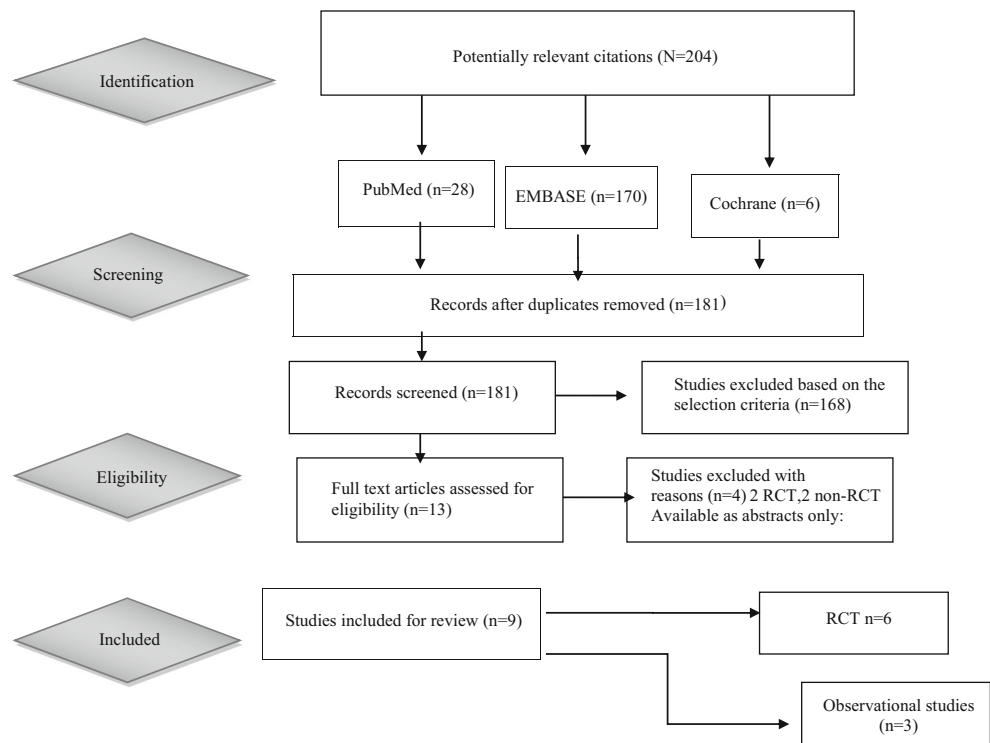 Identification
Potentially relevant citations (N=204)
PubMed (n=28)
EMBASE (n=170)
Cochrane (n=6)
Screening
Records after duplicates removed (n=181)
Records screened (n=181)
Studies excluded based on the
selection criteria (n=168)
Eligibility
Full text articles assessed for
eligibility (n=13)
Studies excluded with
reasons (n=4) 2 RCT,2 non-RCT
Available as abstracts only:
Included
Studies included for review (n=9)
RCT n=6
Observational studies
(n=3)